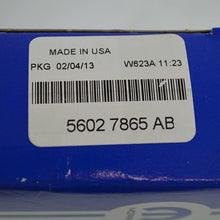 MADE IN USA
PKG 02/04/13 W623A 11:23
5602 7865 AB